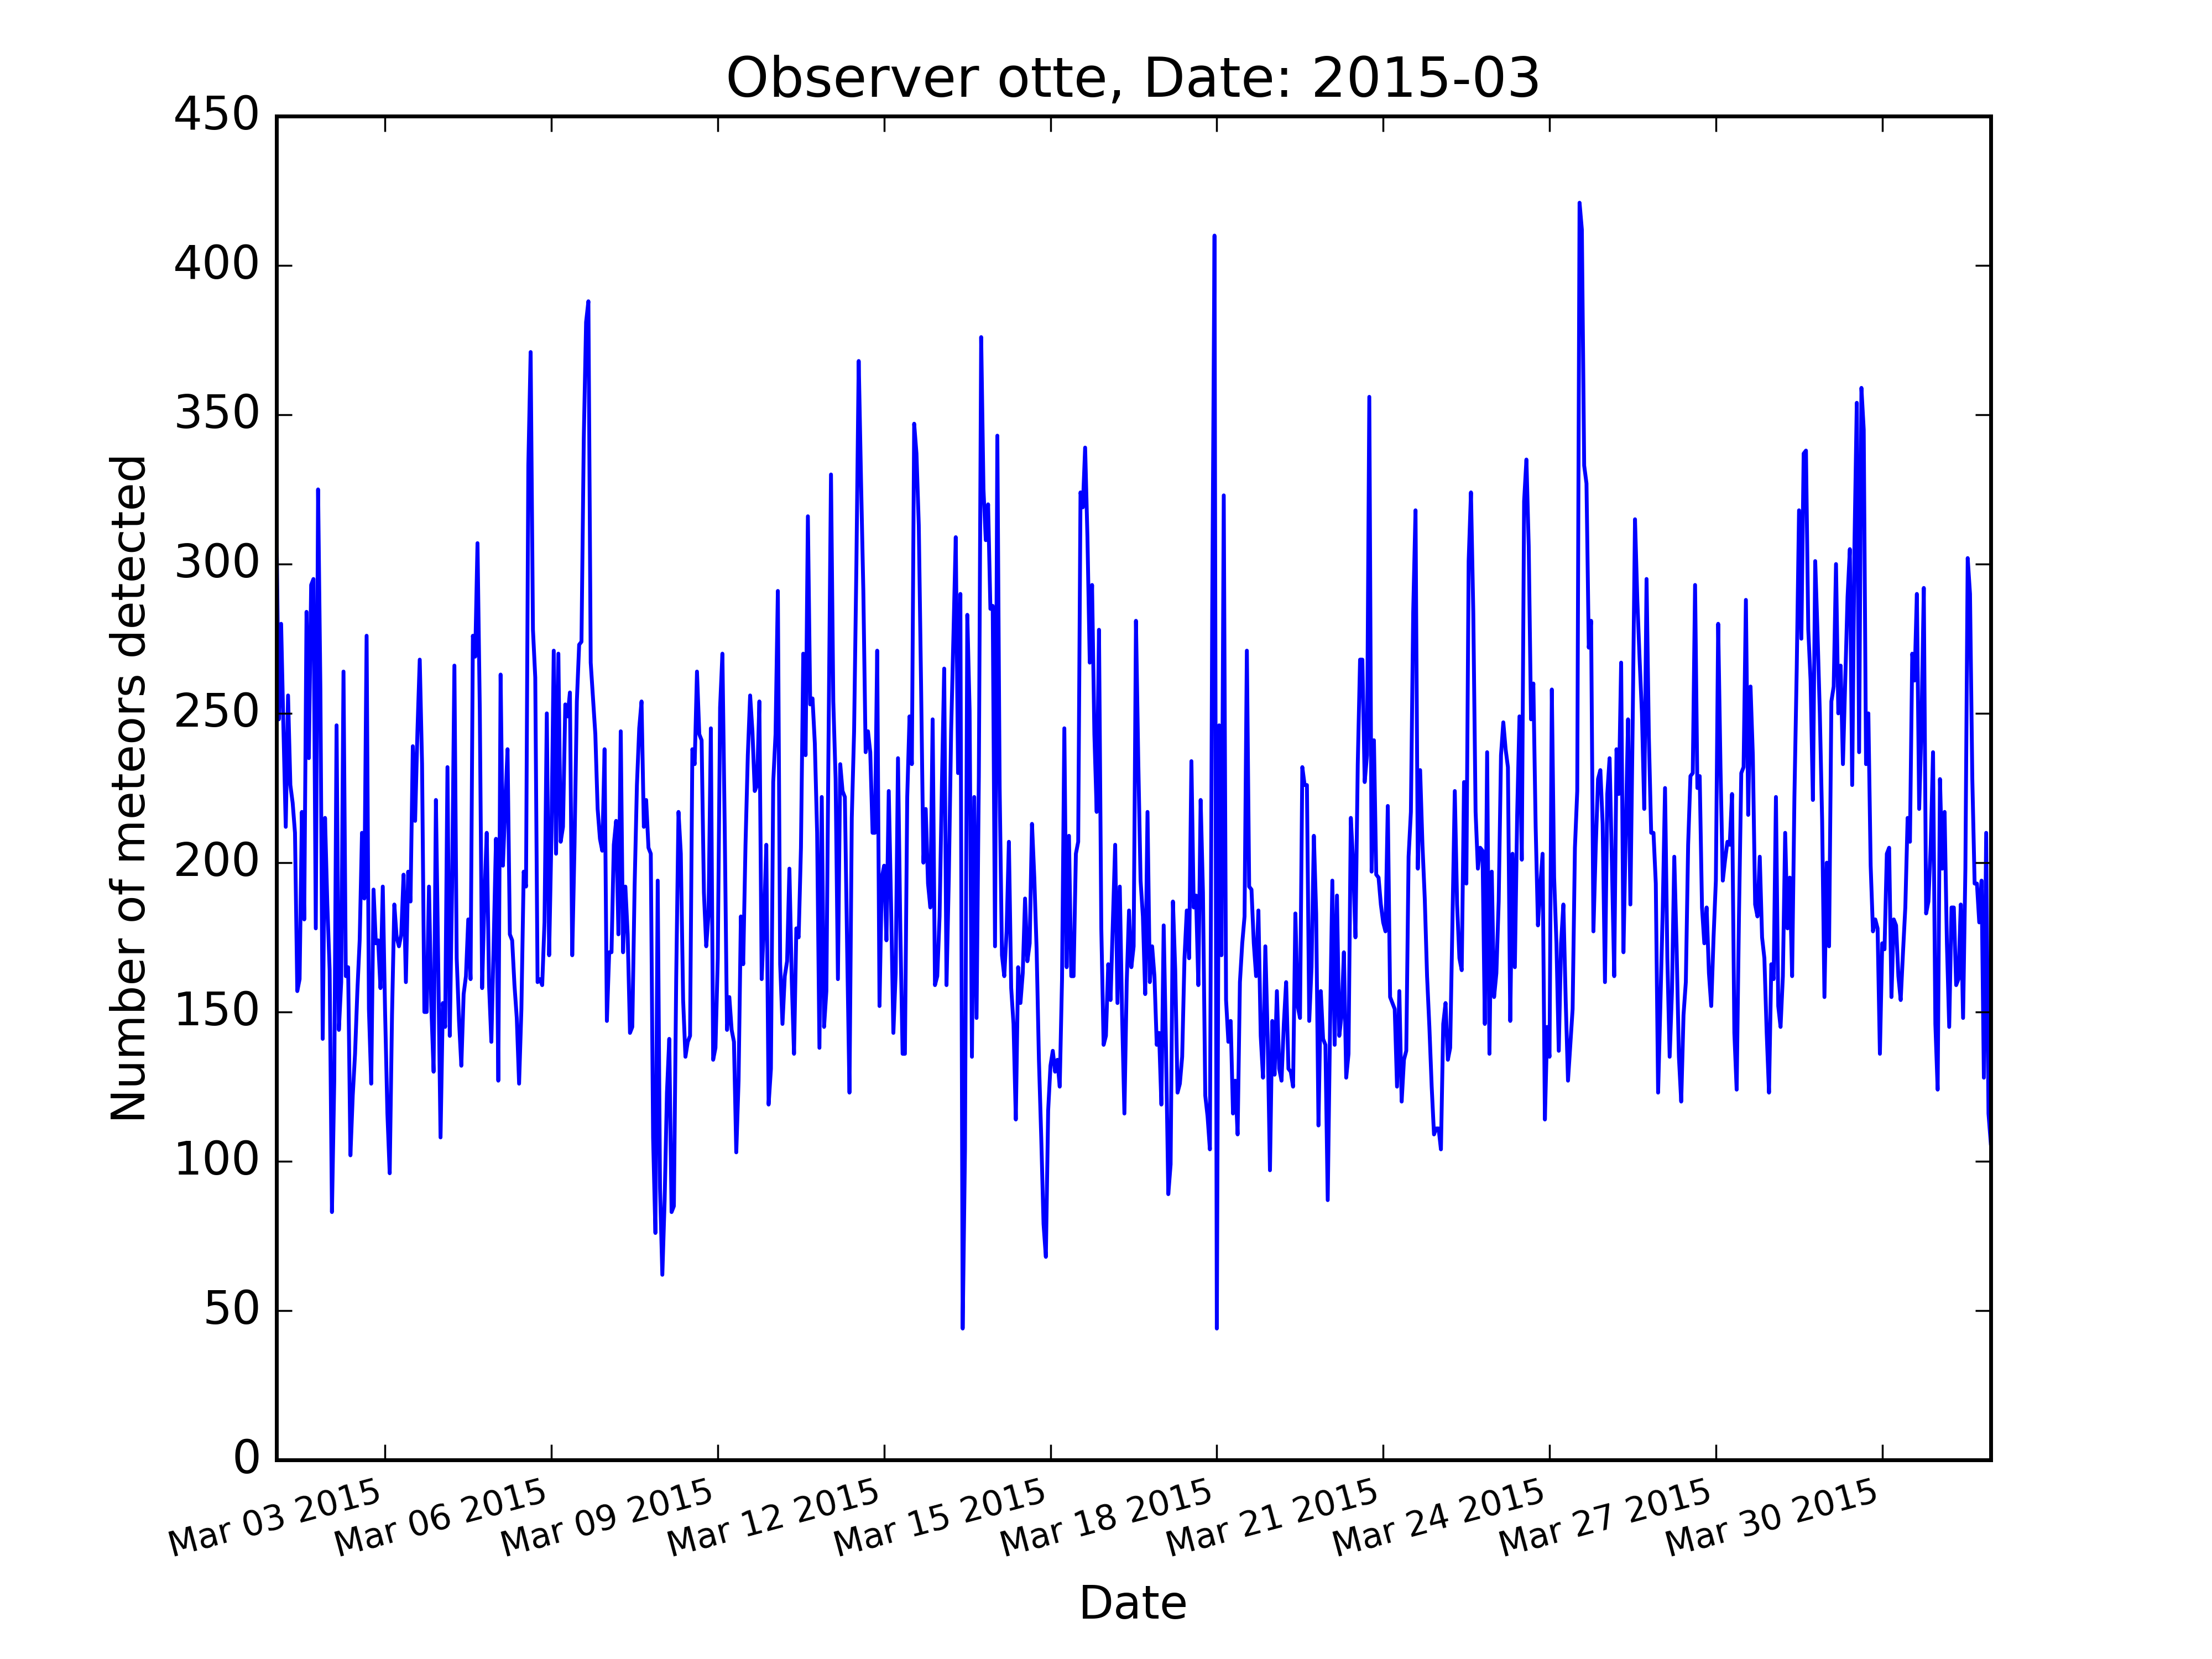 Observer otte, Date: 2015-03
Number of meteors detected
450
400
350
300
250
200
150
100
50
0
Mar 03 2015
Mar 06 2015
Mar 09 2015
Mar 12 2015
Mar 15 2015
Mar 18 2015
Mar 21 2015
Mar 24 2015
Mar 27 2015
Mar 30 2015
Date